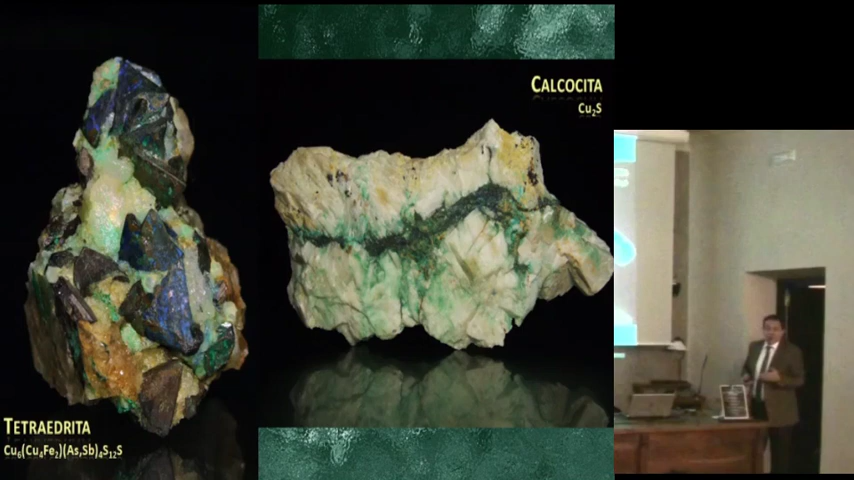 CALCOCITA
Cu₂S
TETRAEDRITA
Cu₆(Cu₄Fe₂)(As,Sb)₄S₁₂S